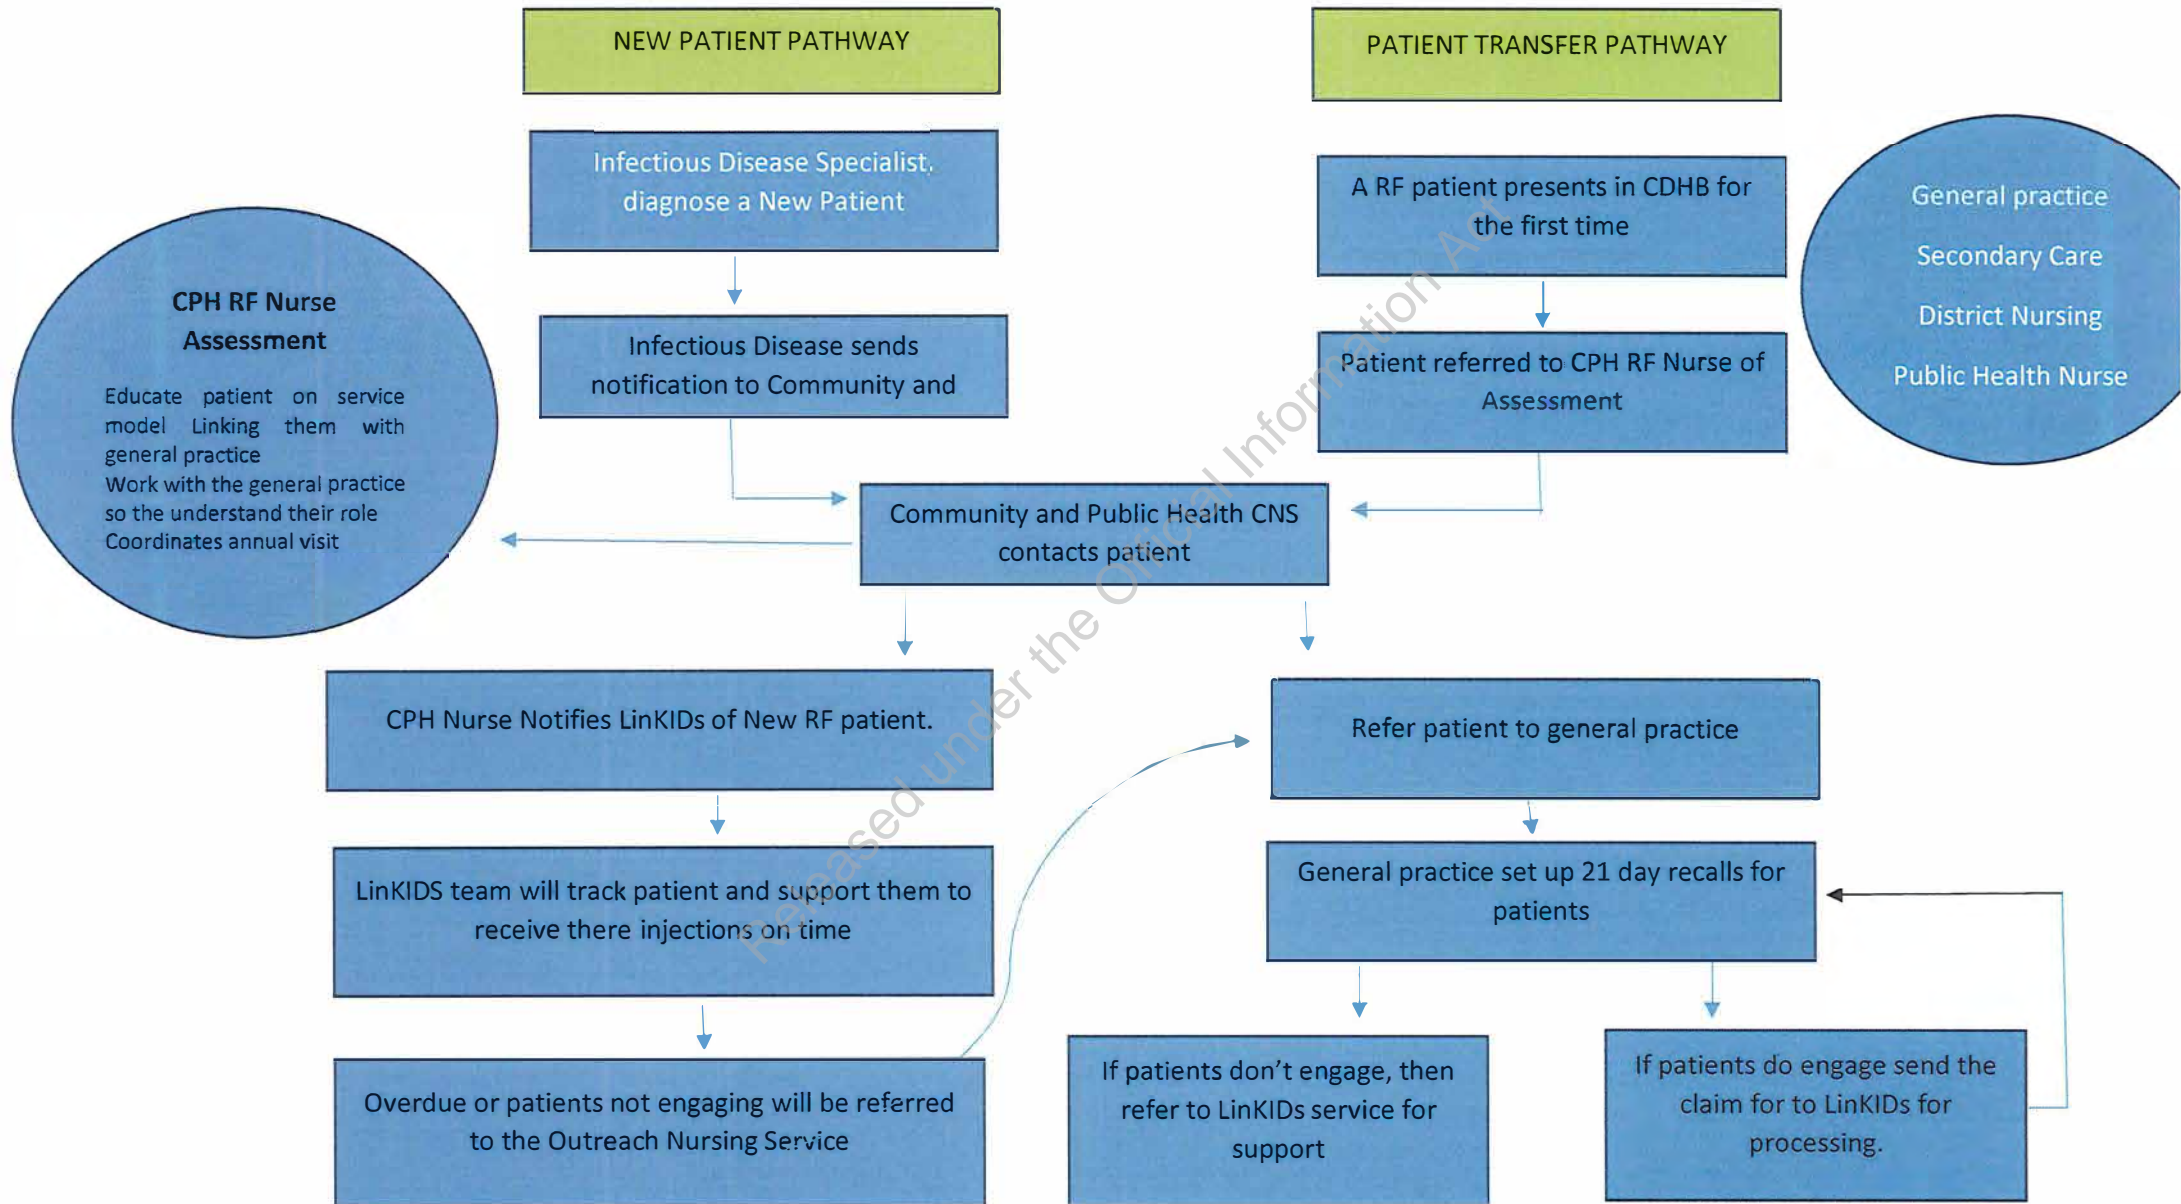 NEW PATIENT PATHWAY
PATIENT TRANSFER PATHWAY
Infectious Disease Specialist,
diagnose a New Patient
A RF patient presents in CDHB for
the first time
General practice
Secondary Care
District Nursing
Public Health Nurse
CPH RF Nurse
Assessment
Educate patient on service
model Linking them with
general practice
Work with the general practice
so the understand their role
Coordinates annual visit
Infectious Disease sends
notification to Community and
Patient referred to CPH RF Nurse of
Assessment
Community and Public Health CNS
contacts patient
CPH Nurse Notifies LinKIDs of New RF patient.
Refer patient to general practice
LinKIDS team will track patient and support them to
receive there injections on time
General practice set up 21 day recalls for
patients
Overdue or patients not engaging will be referred
to the Outreach Nursing Service
If patients don't engage, then
refer to LinKIDs service for
support
If patients do engage send the
claim for to LinKIDs for
processing.
Released under the Official Information Act